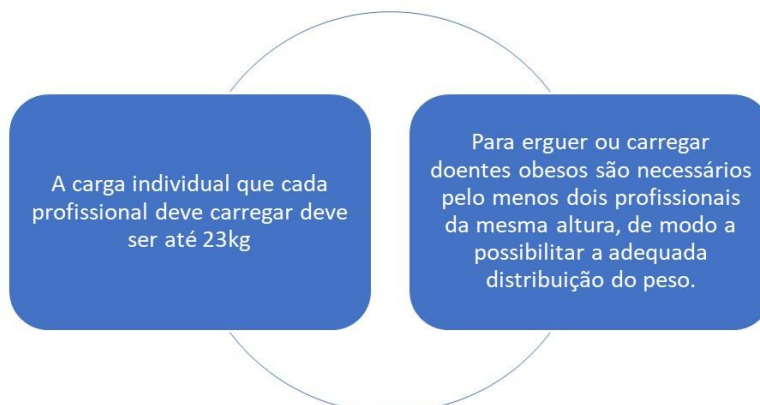 A carga individual que cada
profissional deve carregar deve
ser até 23kg
Para erguer ou carregar
doentes obesos são necessários
pelo menos dois profissionais
da mesma altura, de modo a
possibilitar a adequada
distribuição do peso.